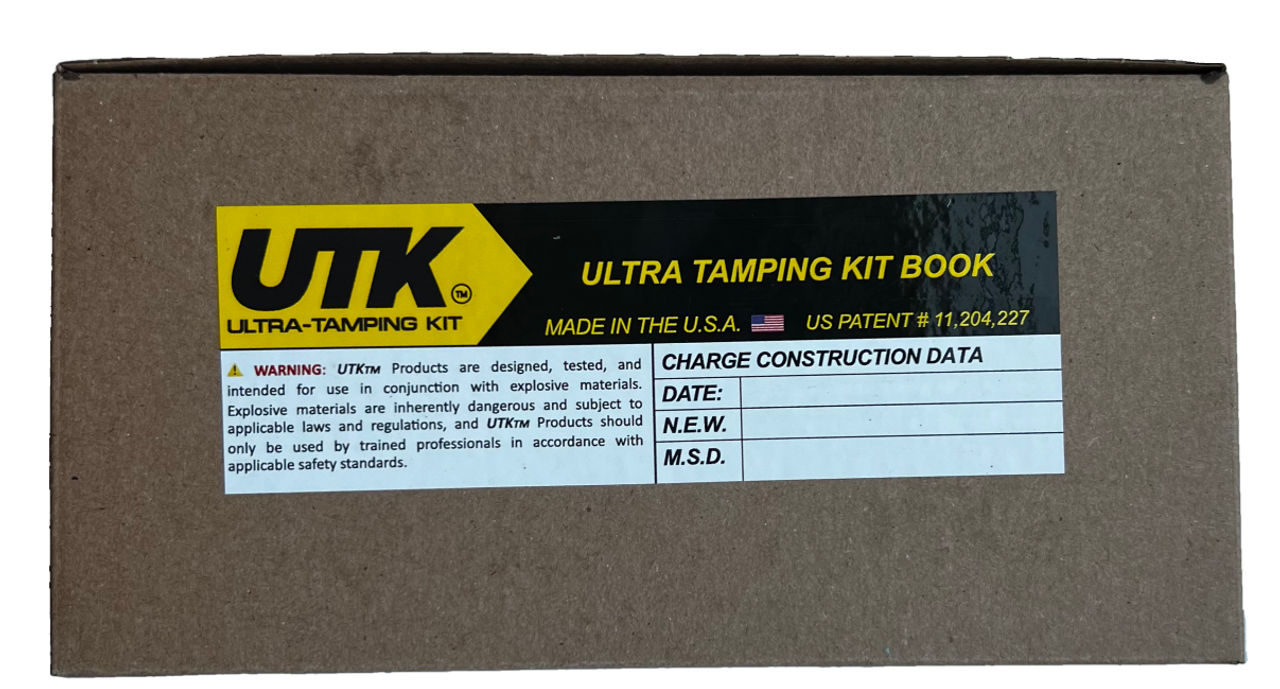 UTK TM
ULTRA-TAMPING KIT
ULTRA TAMPING KIT BOOK
MADE IN THE U.S.A. US PATENT # 11,204,227
⚠ WARNING: UTK™ Products are designed, tested, and
intended for use in conjunction with explosive materials.
Explosive materials are inherently dangerous and subject to
applicable laws and regulations, and UTK™ Products should
only be used by trained professionals in accordance with
applicable safety standards.
CHARGE CONSTRUCTION DATA
DATE:
N.E.W.
M.S.D.